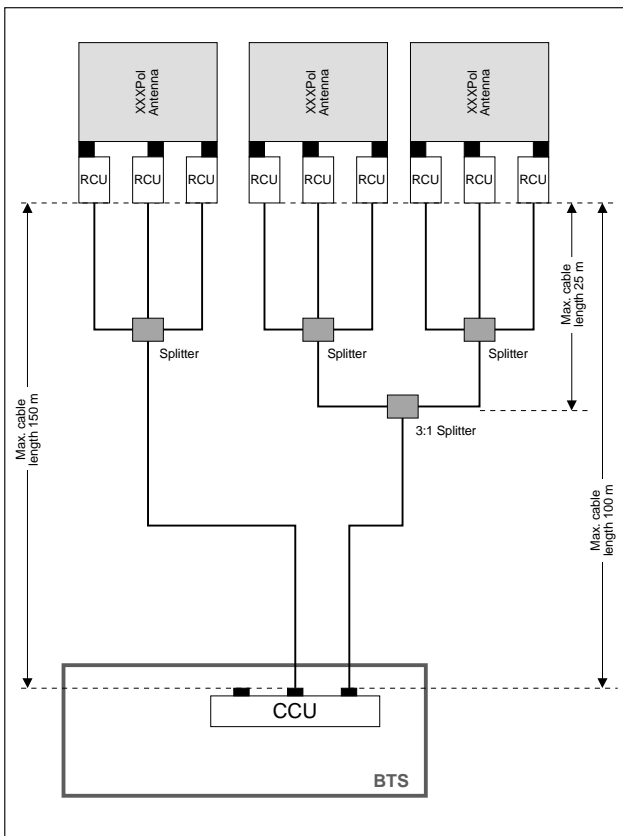 XXXPol
Antenna
XXXPol
Antenna
XXXPol
Antenna
RCU
RCU
RCU
RCU
RCU
RCU
RCU
RCU
RCU
Max. cable
length 25 m
Splitter
Splitter
Splitter
Max. cable
length 150 m
3:1 Splitter
Max. cable
length 100 m
CCU
BTS